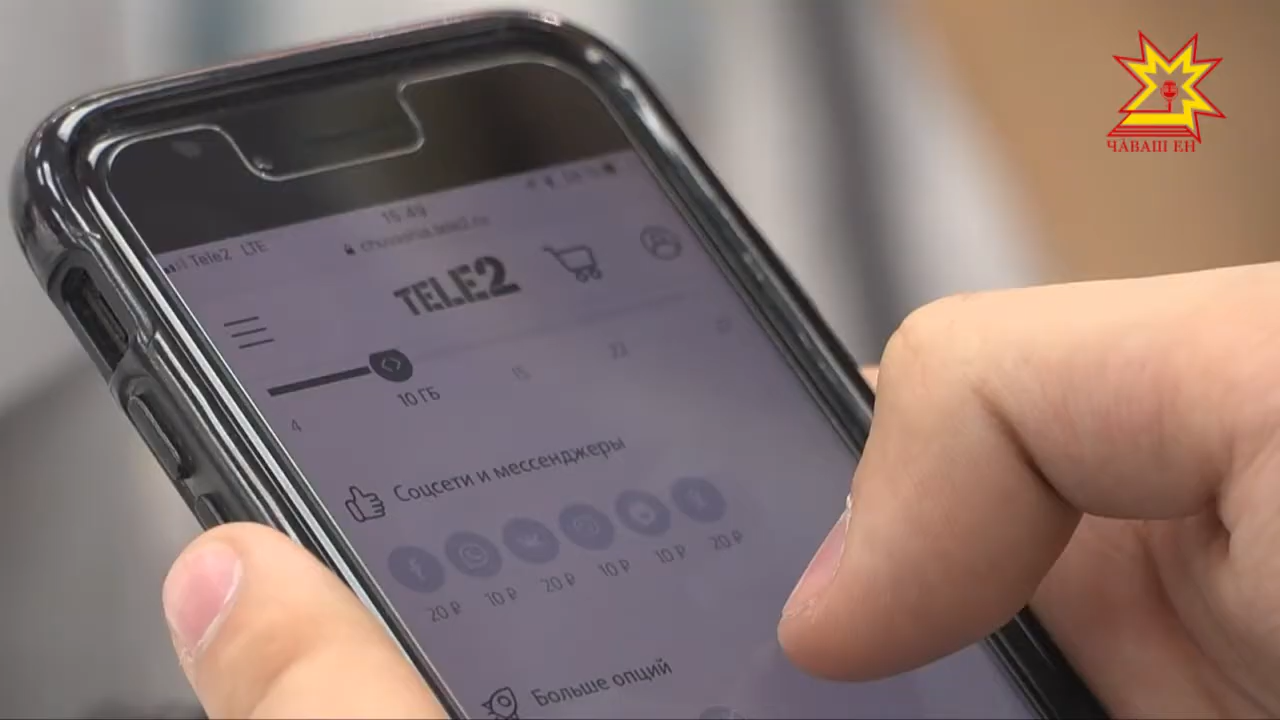 ЧӐВАШ ЕН
15:49
Tele2 LTE
TELE2
10 ГБ
15
23
4
Соцсети и мессенджеры
20 ₽
10 ₽
20 ₽
10 ₽
10 ₽
20 ₽
Больше опций